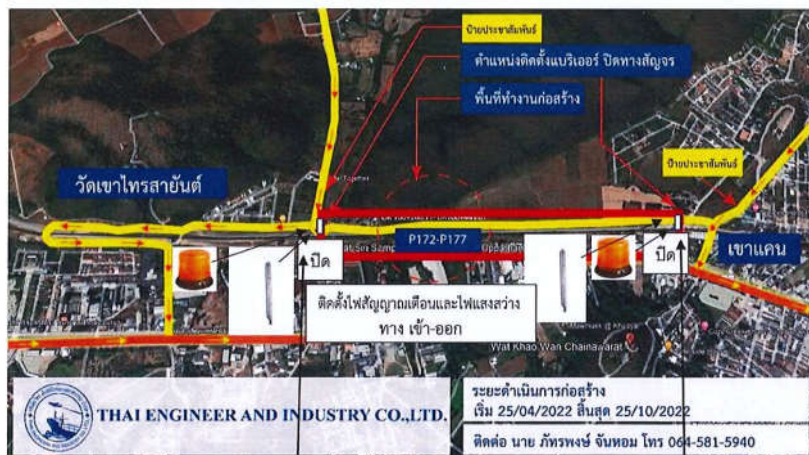 ป้ายประชาสัมพันธ์
ตำแหน่งติดตั้งแบริเออร์ ปิดทางสัญจร
พื้นที่ทำงานก่อสร้าง
ป้ายประชาสัมพันธ์
วัดเขาไทรสายันต์
P172-P177
ปิด
ปิด
เขาแคน
ติดตั้งไฟสัญญาณเตือนและไฟแสงสว่าง
ทาง เข้า-ออก
Wat Khao Wan Chainawarat
THAI ENGINEER AND INDUSTRY CO.,LTD.
ระยะดำเนินการก่อสร้าง
เริ่ม 25/04/2022 สิ้นสุด 25/10/2022
ติดต่อ นาย ภัทรพงษ์ จันหอม โทร 064-581-5940